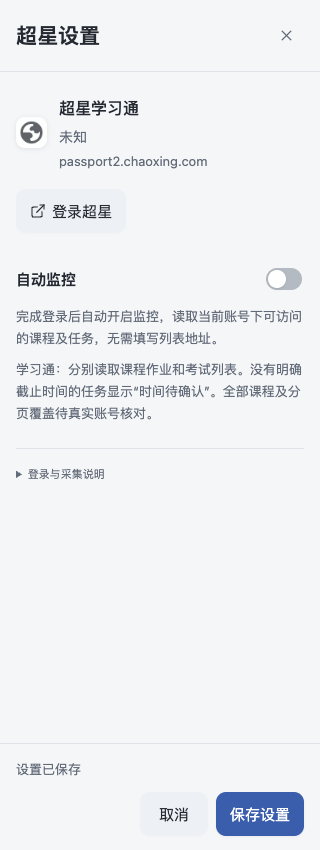 超星设置
超星学习通
未知
passport2.chaoxing.com
登录超星
自动监控
完成登录后自动开启监控，读取当前账号下可访问
的课程及任务，无需填写列表地址。
学习通：分别读取课程作业和考试列表。没有明确
截止时间的任务显示“时间待确认”。全部课程及分
页覆盖待真实账号核对。
登录与采集说明
设置已保存
取消
保存设置